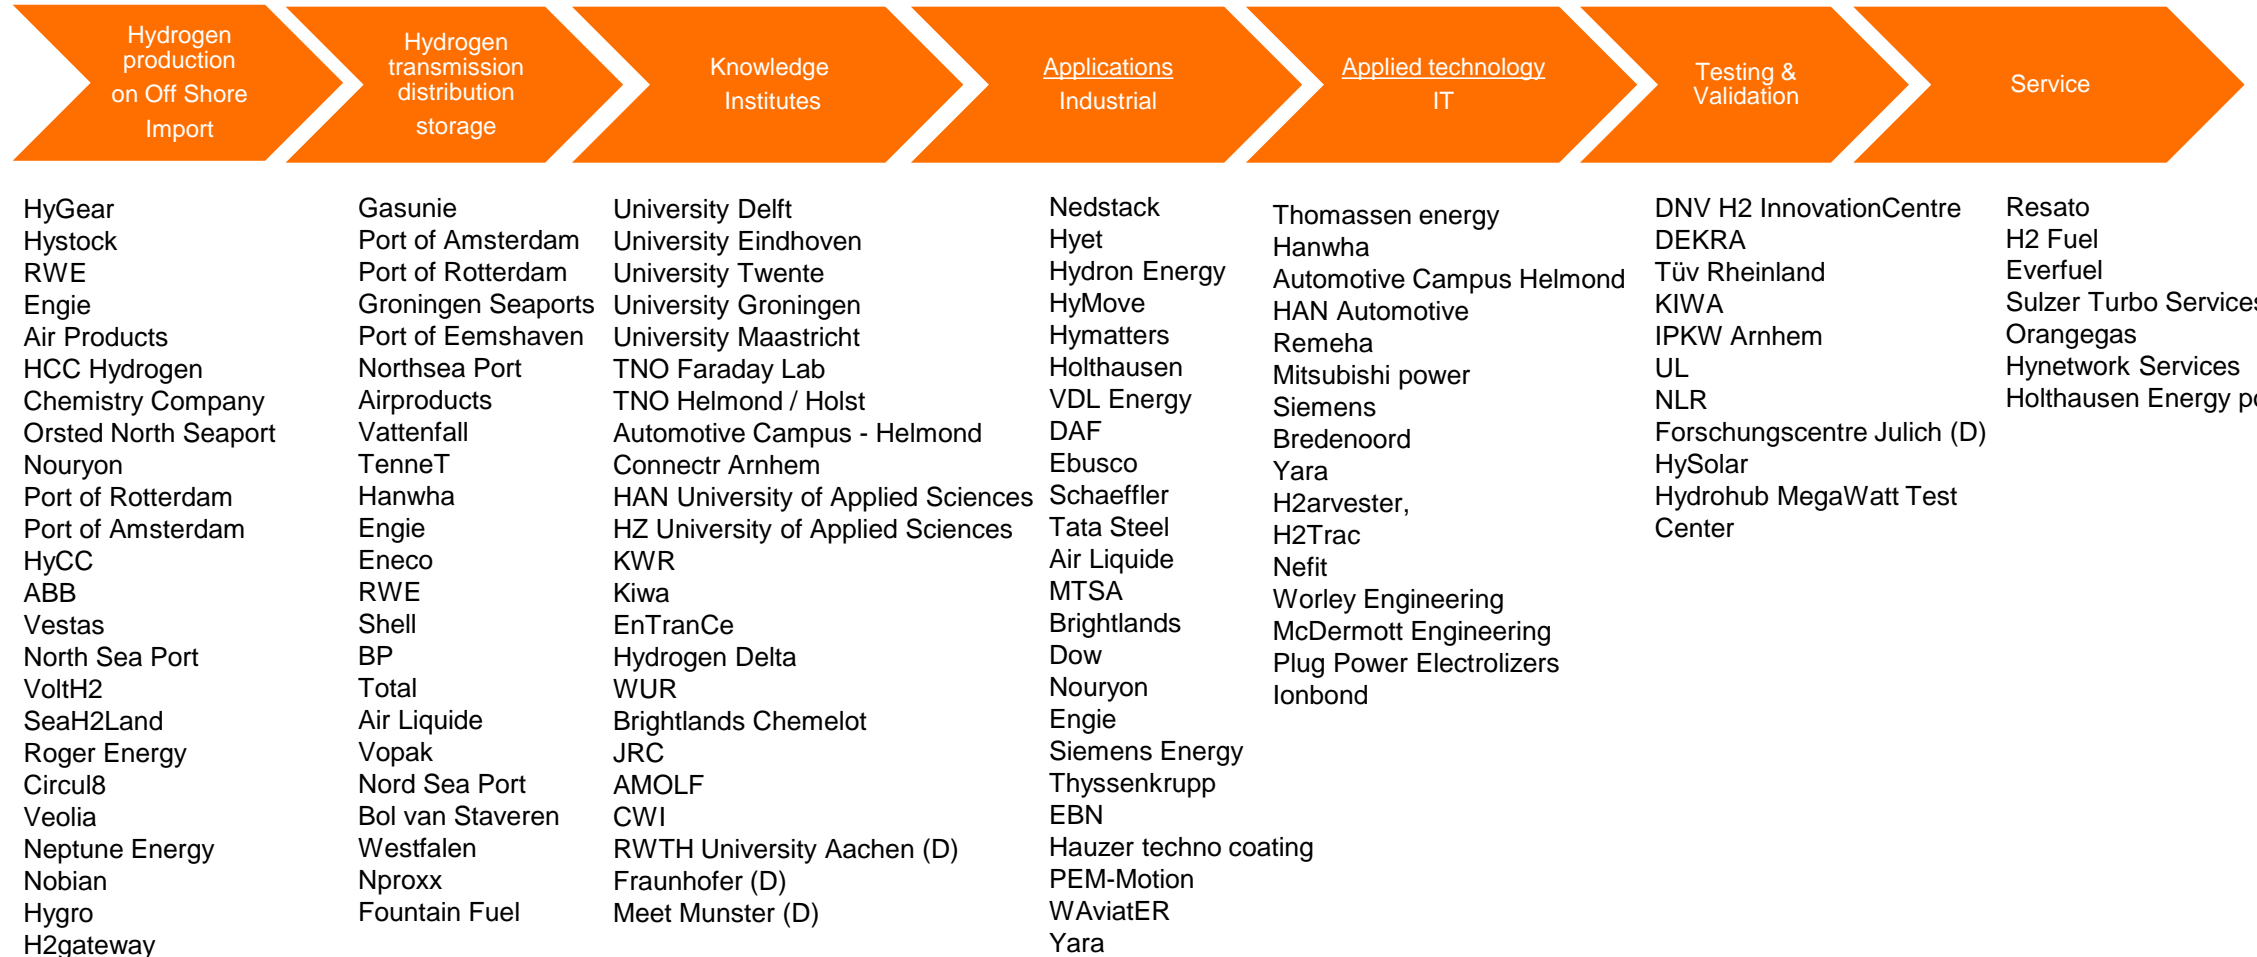 Hydrogen
production
on Off Shore
Import
Hydrogen
transmission
distribution
storage
Knowledge
Institutes
Applications
Industrial
Applied technology
IT
Testing &
Validation
Service
HyGear
Hystock
RWE
Engie
Air Products
HCC Hydrogen
Chemistry Company
Orsted North Seaport
Nouryon
Port of Rotterdam
Port of Amsterdam
HyCC
ABB
Vestas
North Sea Port
VoltH2
SeaH2Land
Roger Energy
Circul8
Veolia
Neptune Energy
Nobian
Hygro
H2gateway
Gasunie
Port of Amsterdam
Port of Rotterdam
Groningen Seaports
Port of Eemshaven
Northsea Port
Airproducts
Vattenfall
TenneT
Hanwha
Engie
Eneco
RWE
Shell
BP
Total
Air Liquide
Vopak
Nord Sea Port
Bol van Staveren
Westfalen
Nproxx
Fountain Fuel
University Delft
University Eindhoven
University Twente
University Groningen
University Maastricht
TNO Faraday Lab
TNO Helmond / Holst
Automotive Campus - Helmond
Connectr Arnhem
HAN University of Applied Sciences
HZ University of Applied Sciences
KWR
Kiwa
EnTranCe
Hydrogen Delta
WUR
Brightlands Chemelot
JRC
AMOLF
CWI
RWTH University Aachen (D)
Fraunhofer (D)
Meet Munster (D)
Nedstack
Hyet
Hydron Energy
HyMove
Hymatters
Holthausen
VDL Energy
DAF
Ebusco
Schaeffler
Tata Steel
Air Liquide
MTSA
Brightlands
Dow
Nouryon
Engie
Siemens Energy
Thyssenkrupp
EBN
Hauzer techno coating
PEM-Motion
WAviatER
Yara
Thomassen energy
Hanwha
Automotive Campus Helmond
HAN Automotive
Remeha
Mitsubishi power
Siemens
Bredenoord
Yara
H2arvester,
H2Trac
Nefit
Worley Engineering
McDermott Engineering
Plug Power Electrolizers
Ionbond
DNV H2 InnovationCentre
DEKRA
Tüv Rheinland
KIWA
IPKW Arnhem
UL
NLR
Forschungscentre Julich (D)
HySolar
Hydrohub MegaWatt Test
Center
Resato
H2 Fuel
Everfuel
Sulzer Turbo Services
Orangegas
Hynetwork Services
Holthausen Energy